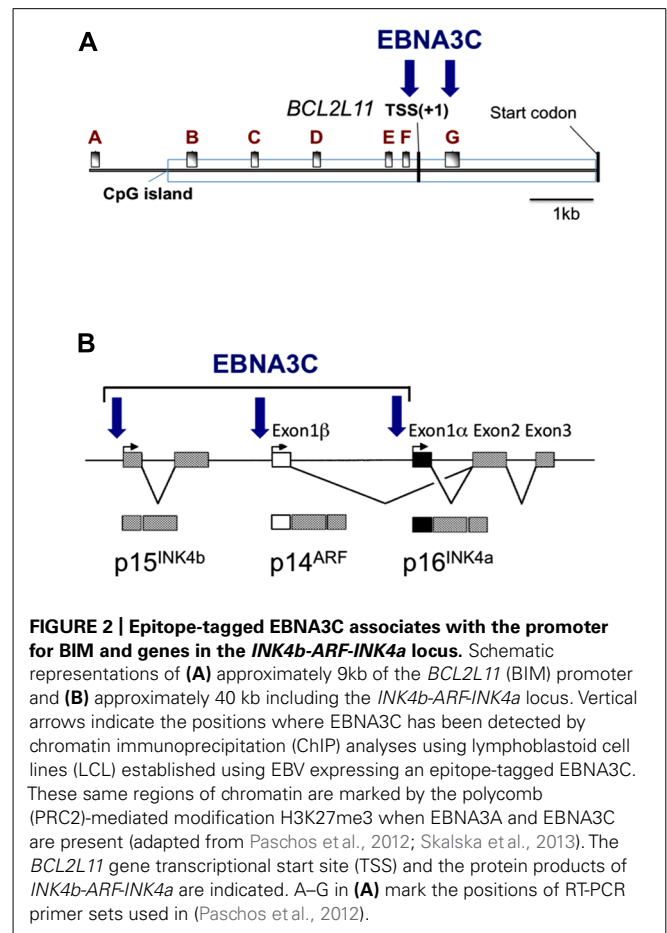 A
EBNA3C
BCL2L11 TSS(+1)
Start codon
A B C D E F G
CpG island
1kb
B
EBNA3C
Exon1β Exon1α Exon2 Exon3
p15INK4b p14ARF p16INK4a
FIGURE 2 | Epitope-tagged EBNA3C associates with the promoter
for BIM and genes in the INK4b-ARF-INK4a locus. Schematic
representations of (A) approximately 9kb of the BCL2L11 (BIM) promoter
and (B) approximately 40 kb including the INK4b-ARF-INK4a locus. Vertical
arrows indicate the positions where EBNA3C has been detected by
chromatin immunoprecipitation (ChIP) analyses using lymphoblastoid cell
lines (LCL) established using EBV expressing an epitope-tagged EBNA3C.
These same regions of chromatin are marked by the polycomb
(PRC2)-mediated modification H3K27me3 when EBNA3A and EBNA3C
are present (adapted from Paschos et al., 2012; Skalska et al., 2013). The
BCL2L11 gene transcriptional start site (TSS) and the protein products of
INK4b-ARF-INK4a are indicated. A–G in (A) mark the positions of RT-PCR
primer sets used in (Paschos et al., 2012).